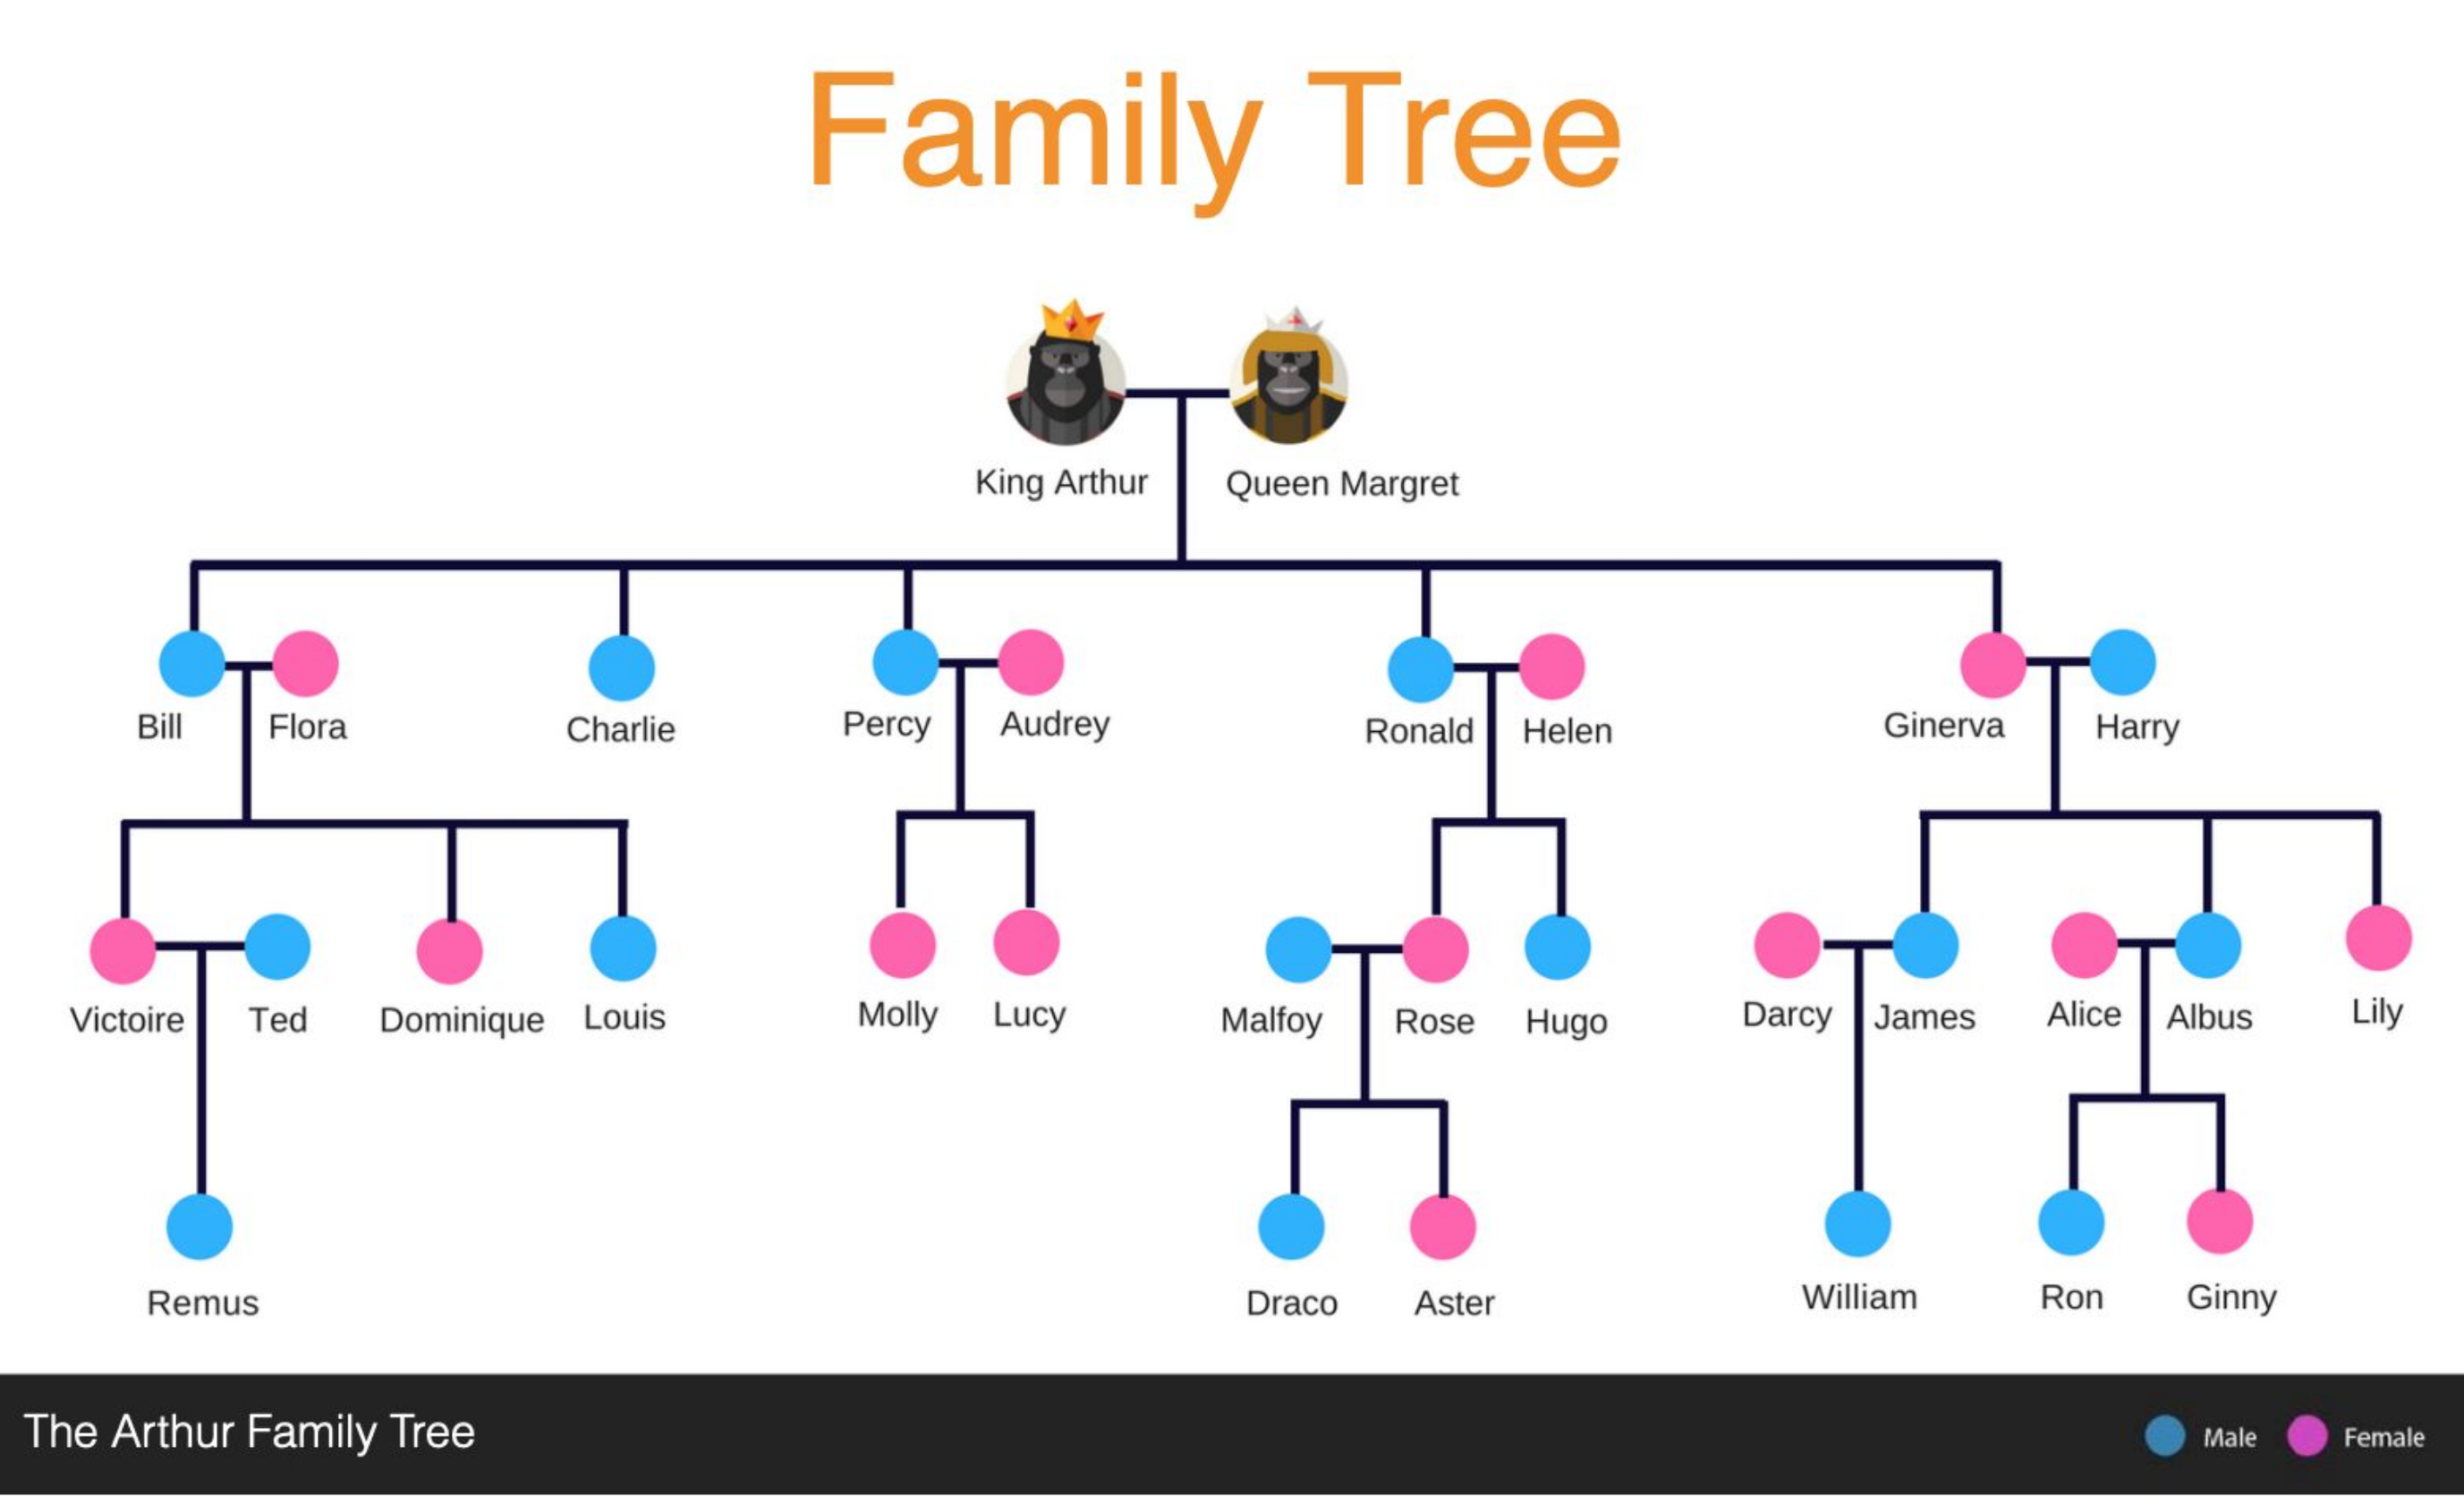 Family Tree
King Arthur
Queen Margret
Bill
Flora
Charlie
Percy
Audrey
Ronald
Helen
Ginerva
Harry
Victoire
Ted
Dominique
Louis
Molly
Lucy
Malfoy
Rose
Hugo
Darcy
James
Alice
Albus
Lily
Remus
Draco
Aster
William
Ron
Ginny
The Arthur Family Tree
Male
Female